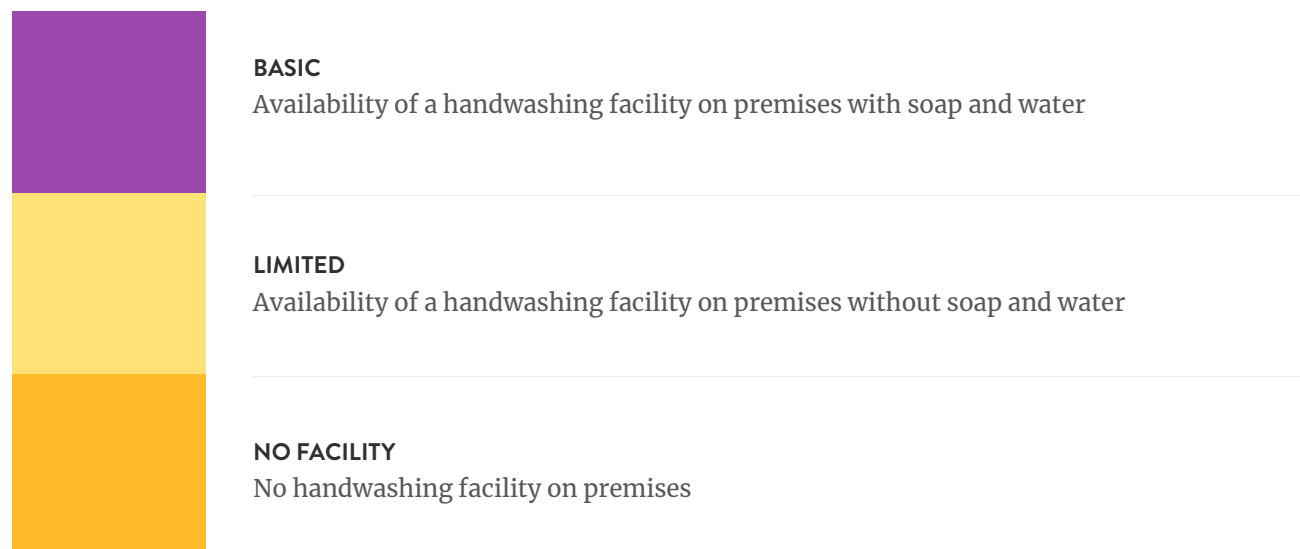 BASIC
Availability of a handwashing facility on premises with soap and water
LIMITED
Availability of a handwashing facility on premises without soap and water
NO FACILITY
No handwashing facility on premises